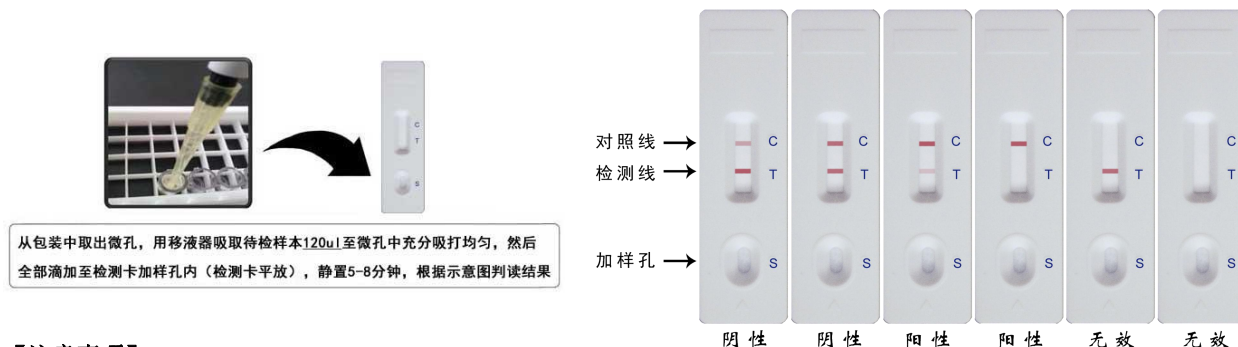 C
T
S
从包装中取出微孔，用移液器吸取待检样本120ul至微孔中充分吸打均匀，然后
全部滴加至检测卡加样孔内（检测卡平放），静置5-8分钟，根据示意图判读结果
对照线 C C C C C C
检测线 T T T T T T
加样孔 S S S S S S
阴性 阴性 阳性 阳性 无效 无效